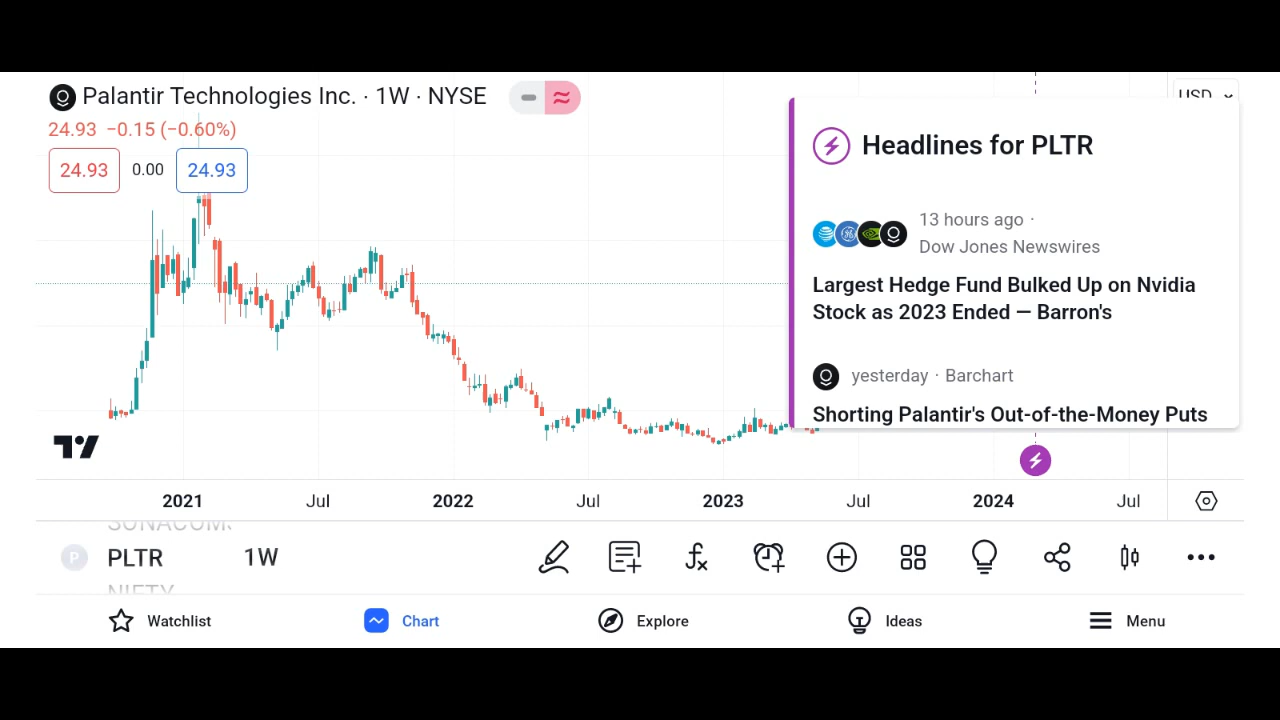 Palantir Technologies Inc. · 1W · NYSE
24.93 −0.15 (−0.60%)
24.93 0.00 24.93
USD
Headlines for PLTR
13 hours ago ·
Dow Jones Newswires
Largest Hedge Fund Bulked Up on Nvidia
Stock as 2023 Ended — Barron's
yesterday · Barchart
Shorting Palantir's Out-of-the-Money Puts
2021 Jul 2022 Jul 2023 Jul 2024 Jul
P PLTR 1W
NIFTY
Watchlist Chart Explore Ideas Menu